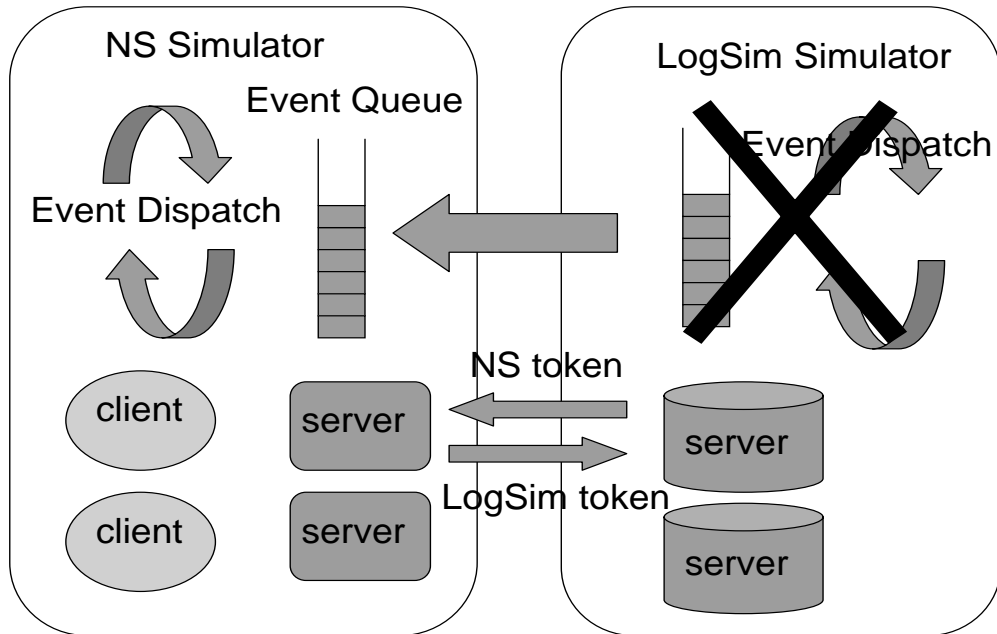 NS Simulator
Event Queue
Event Dispatch
client
server
client
server
NS token
LogSim token
LogSim Simulator
Event Dispatch
server
server